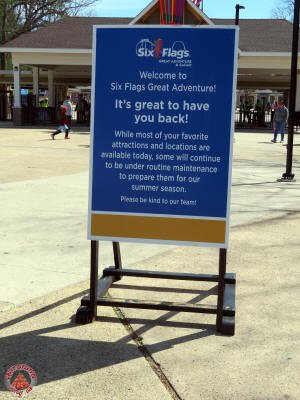 Six Flags
GREAT ADVENTURE
& SAFARI
Welcome to
Six Flags Great Adventure!
It's great to have
you back!
While most of your favorite
attractions and locations are
available today, some will continue
to be under routine maintenance
to prepare them for our
summer season.
Please be kind to our team!